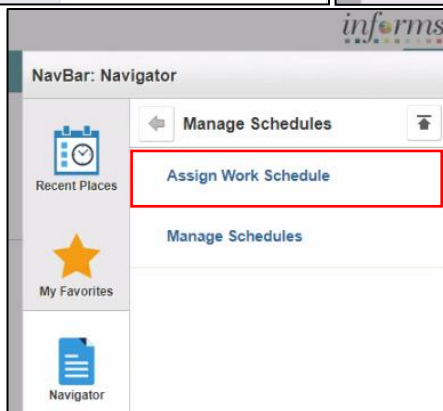 informs
NavBar: Navigator
Manage Schedules
Recent Places
Assign Work Schedule
Manage Schedules
My Favorites
Navigator